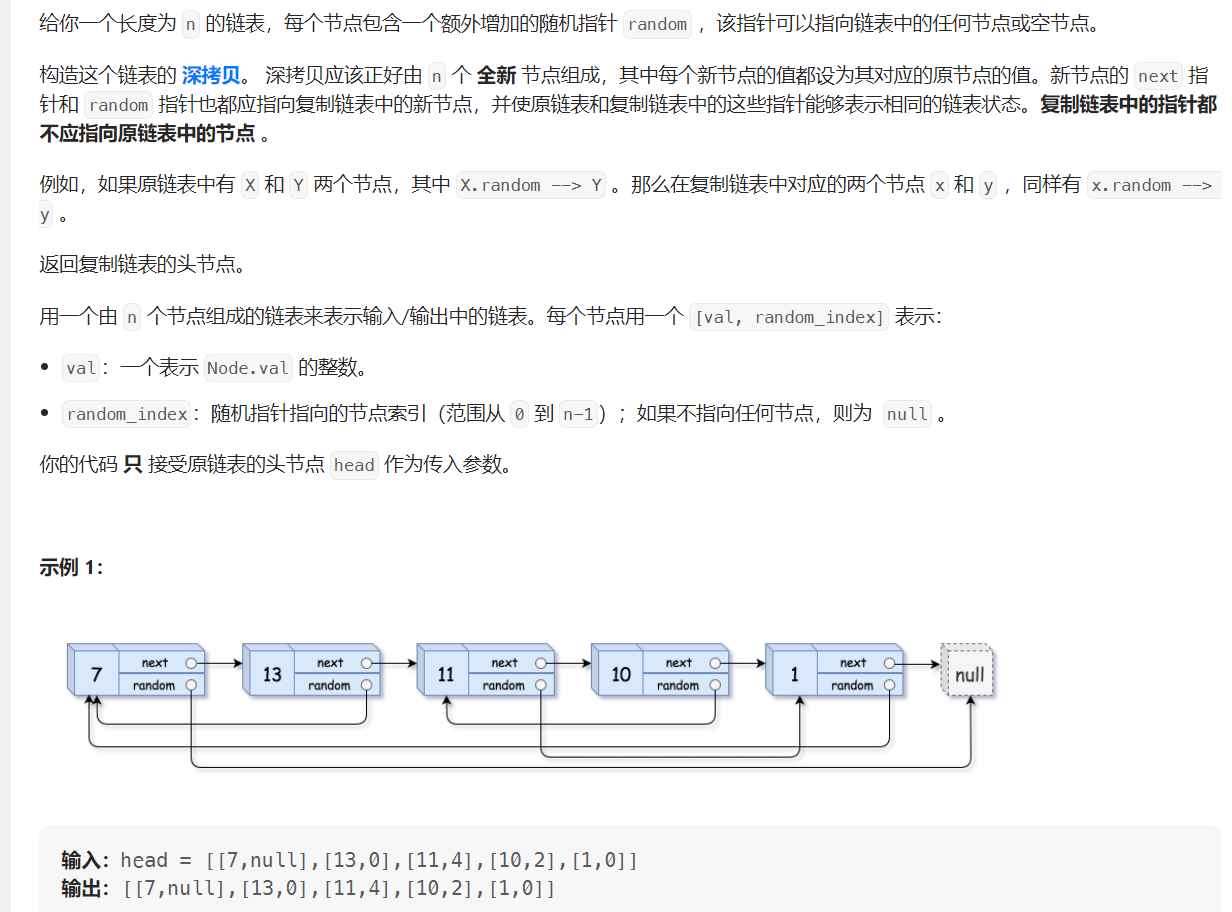 给你一个长度为 n 的链表，每个节点包含一个额外增加的随机指针 random ，该指针可以指向链表中的任何节点或空节点。
构造这个链表的 深拷贝。 深拷贝应该正好由 n 个 全新 节点组成，其中每个新节点的值都设为其对应的原节点的值。新节点的 next 指
针和 random 指针也都应指向复制链表中的新节点，并使原链表和复制链表中的这些指针能够表示相同的链表状态。复制链表中的指针都
不应指向原链表中的节点 。
例如，如果原链表中有 X 和 Y 两个节点，其中 X.random --> Y 。那么在复制链表中对应的两个节点 x 和 y ，同样有 x.random -->
y 。
返回复制链表的头节点。
用一个由 n 个节点组成的链表来表示输入/输出中的链表。每个节点用一个 [val, random_index] 表示：
• val：一个表示 Node.val 的整数。
• random_index：随机指针指向的节点索引（范围从 0 到 n-1）；如果不指向任何节点，则为 null 。
你的代码 只 接受原链表的头节点 head 作为传入参数。
示例 1：
7 next random 13 next random 11 next random 10 next random 1 next random null
输入：head = [[7,null],[13,0],[11,4],[10,2],[1,0]]
输出：[[7,null],[13,0],[11,4],[10,2],[1,0]]